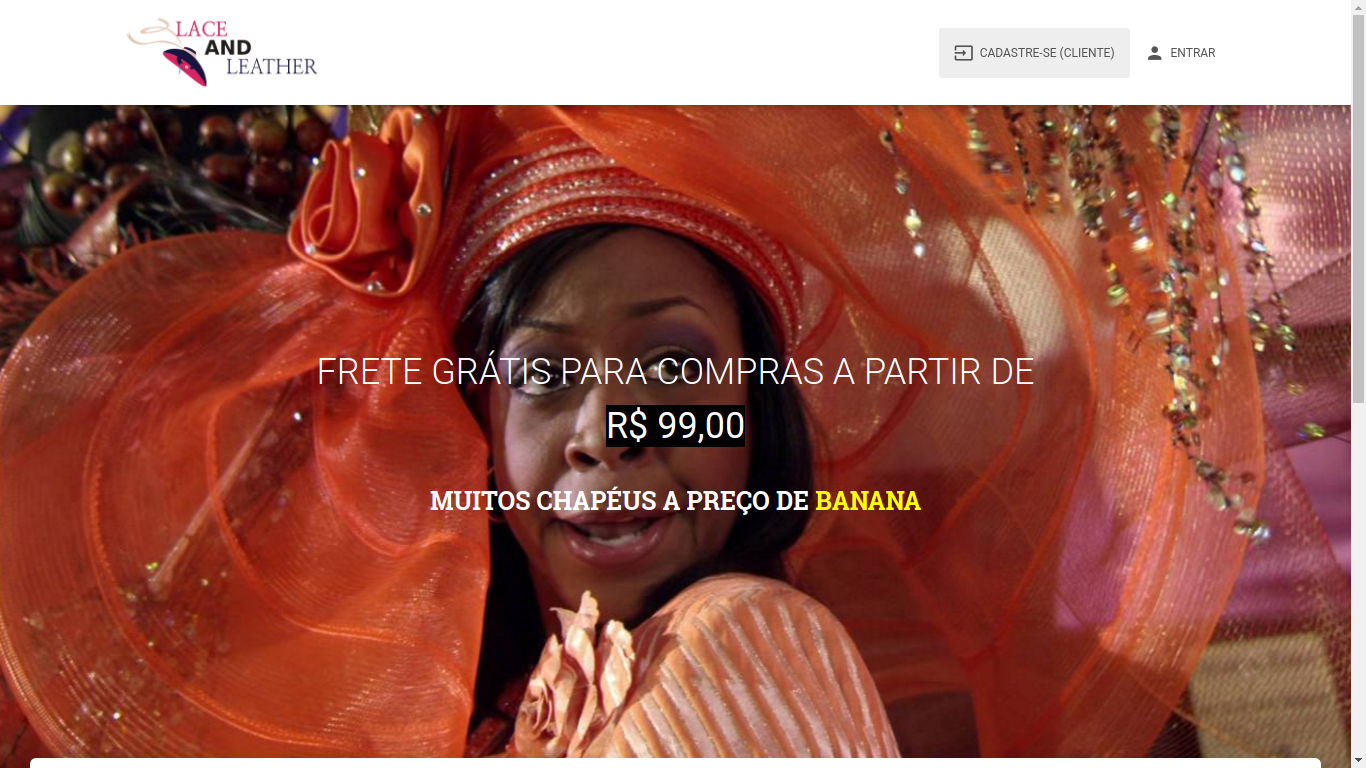 LACE
AND
LEATHER
CADASTRE-SE (CLIENTE)
ENTRAR
FRETE GRÁTIS PARA COMPRAS A PARTIR DE
R$ 99,00
MUITOS CHAPÉUS A PREÇO DE BANANA